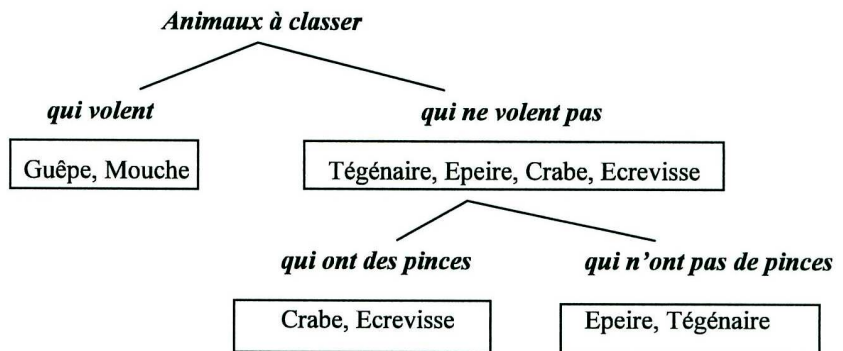 Animaux à classer
qui volent
qui ne volent pas
Guêpe, Mouche
Tégénaire, Epeire, Crabe, Ecrevisse
qui ont des pinces
qui n'ont pas de pinces
Crabe, Ecrevisse
Epeire, Tégénaire